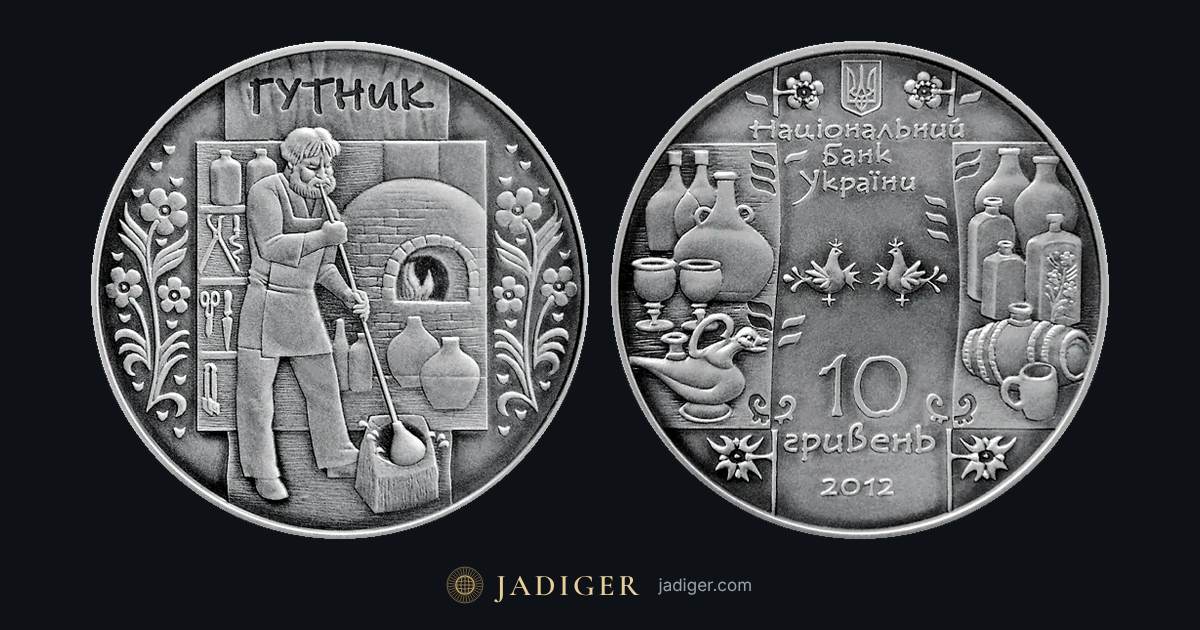 ГУТНИК
Національний
Банк
України
10
гривень
2012
JADIGER jadiger.com